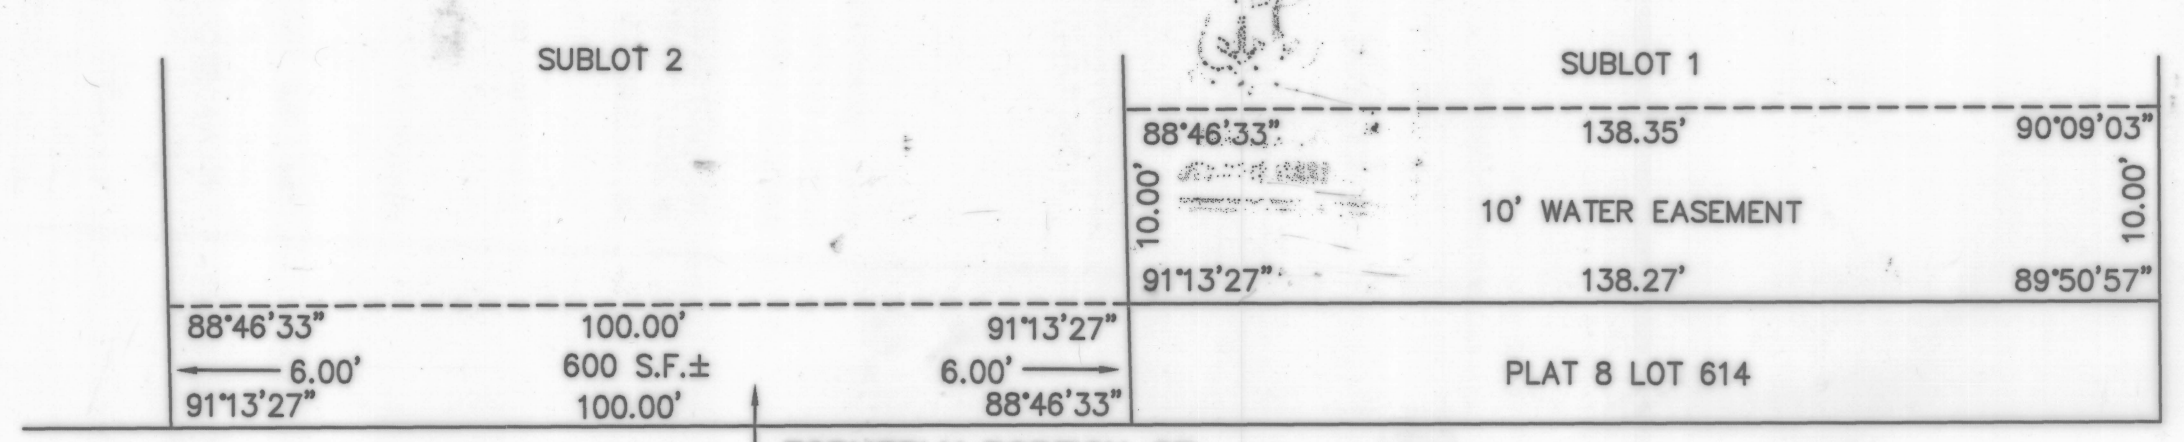 SUBLOT 2
SUBLOT 1
88°46'33" 138.35' 90°09'03"
10.00' 10' WATER EASEMENT 10.00'
91°13'27" 138.27' 89°50'57"
88°46'33" 100.00' 91°13'27"
6.00' 600 S.F.± 6.00' PLAT 8 LOT 614
91°13'27" 100.00' 88°46'33"